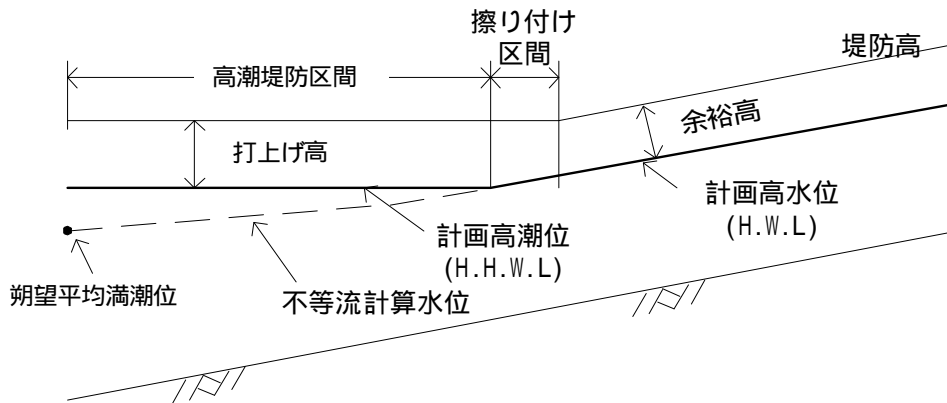 擦り付け
区間
堤防高
高潮堤防区間
余裕高
打上げ高
計画高水位
(H.W.L)
計画高潮位
(H.H.W.L)
朔望平均満潮位
不等流計算水位